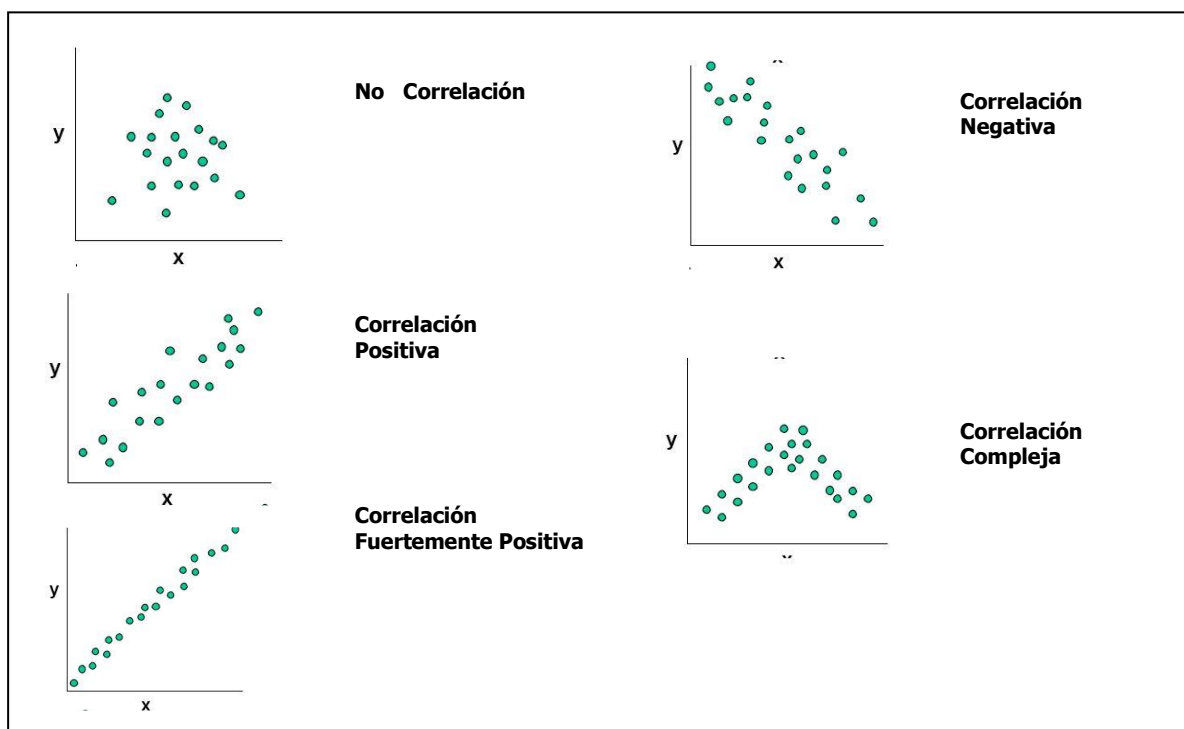 No Correlación
y
x
Correlación
Positiva
y
x
Correlación
Fuertemente Positiva
y
x
Correlación
Negativa
y
x
Correlación
Compleja
y
x